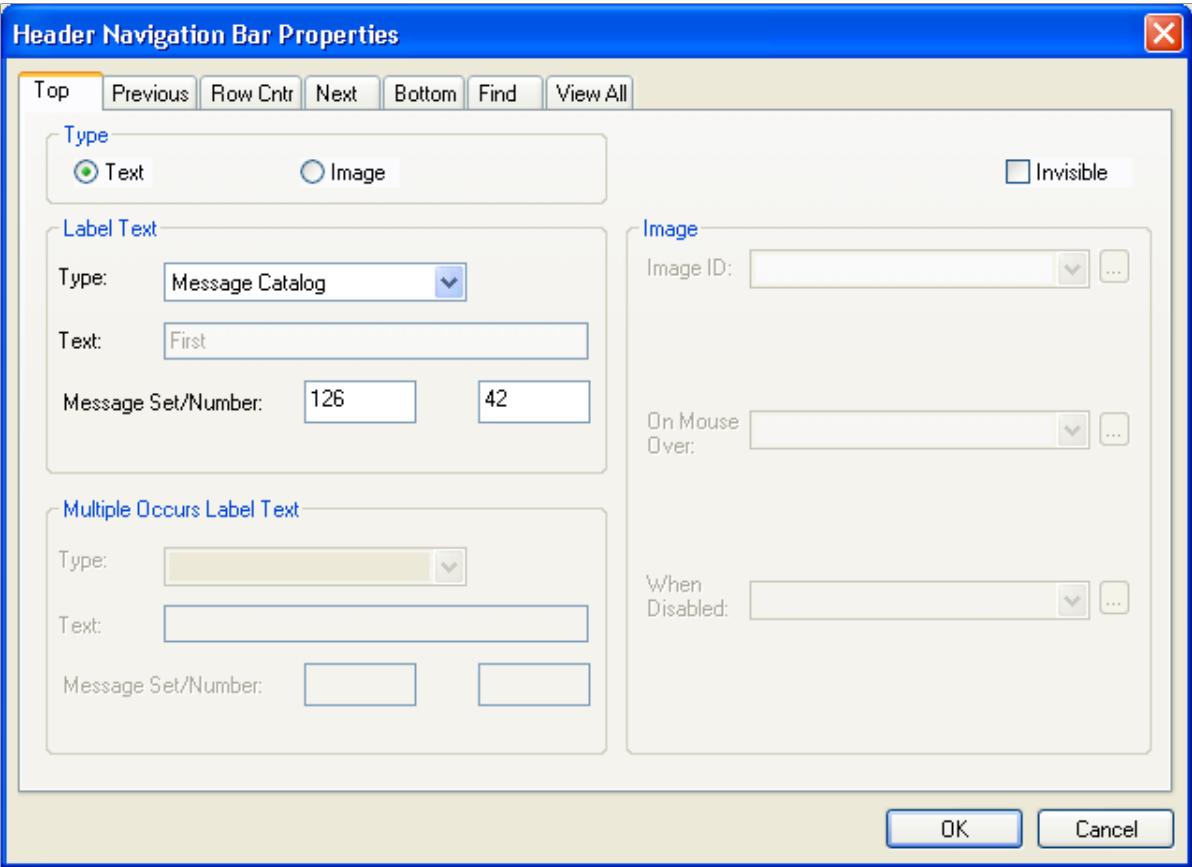 Header Navigation Bar Properties
Top Previous Row Cntr Next Bottom Find View All
Type
Text Image Invisible
Label Text
Type: Message Catalog
Text: First
Message Set/Number: 126 42
Multiple Occurs Label Text
Type:
Text:
Message Set/Number:
Image
Image ID: ...
On Mouse
Over: ...
When
Disabled: ...
OK Cancel